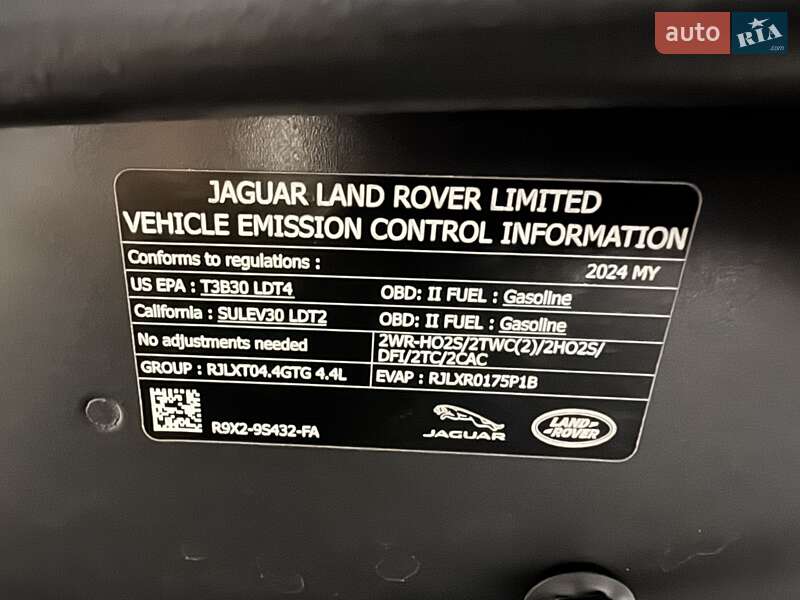 auto RIA.com
JAGUAR LAND ROVER LIMITED
VEHICLE EMISSION CONTROL INFORMATION
Conforms to regulations : 2024 MY
US EPA : T3B30 LDT4 OBD: II FUEL : Gasoline
California : SULEV30 LDT2 OBD: II FUEL : Gasoline
No adjustments needed 2WR-HO2S/2TWC(2)/2HO2S/
DFI/2TC/2CAC
GROUP : RJLXT04.4GTG 4.4L EVAP : RJLXR0175P1B
R9X2-9S432-FA JAGUAR LAND
ROVER